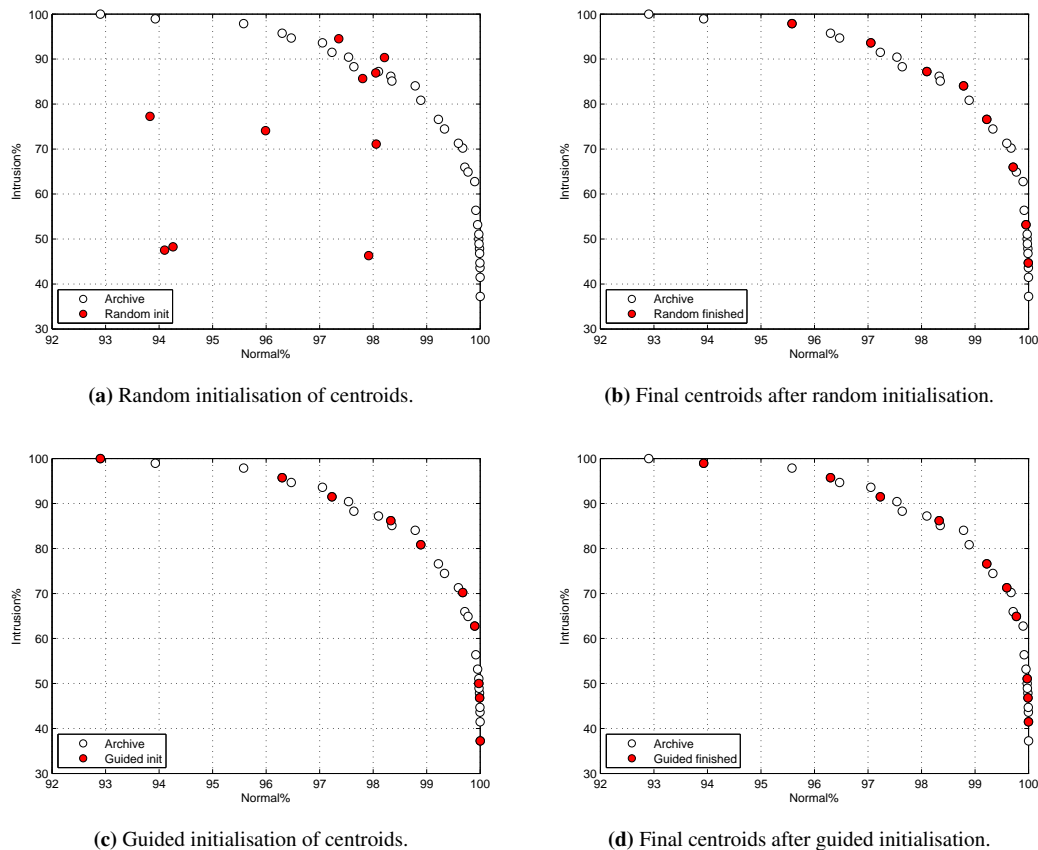 100
90
80
70
60
50
40
30
Intrusion%
Archive
Random init
92 93 94 95 96 97 98 99 100
Normal%
(a) Random initialisation of centroids.
100
90
80
70
60
50
40
30
Intrusion%
Archive
Random finished
92 93 94 95 96 97 98 99 100
Normal%
(b) Final centroids after random initialisation.
100
90
80
70
60
50
40
30
Intrusion%
Archive
Guided init
92 93 94 95 96 97 98 99 100
Normal%
(c) Guided initialisation of centroids.
100
90
80
70
60
50
40
30
Intrusion%
Archive
Guided finished
92 93 94 95 96 97 98 99 100
Normal%
(d) Final centroids after guided initialisation.